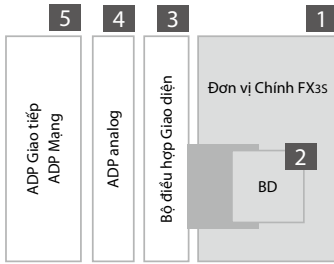 5
4
3
1
ADP Giao tiếp
ADP Mạng
ADP analog
Bộ điều hợp Giao diện
Đơn vị Chính FX3S
2
BD